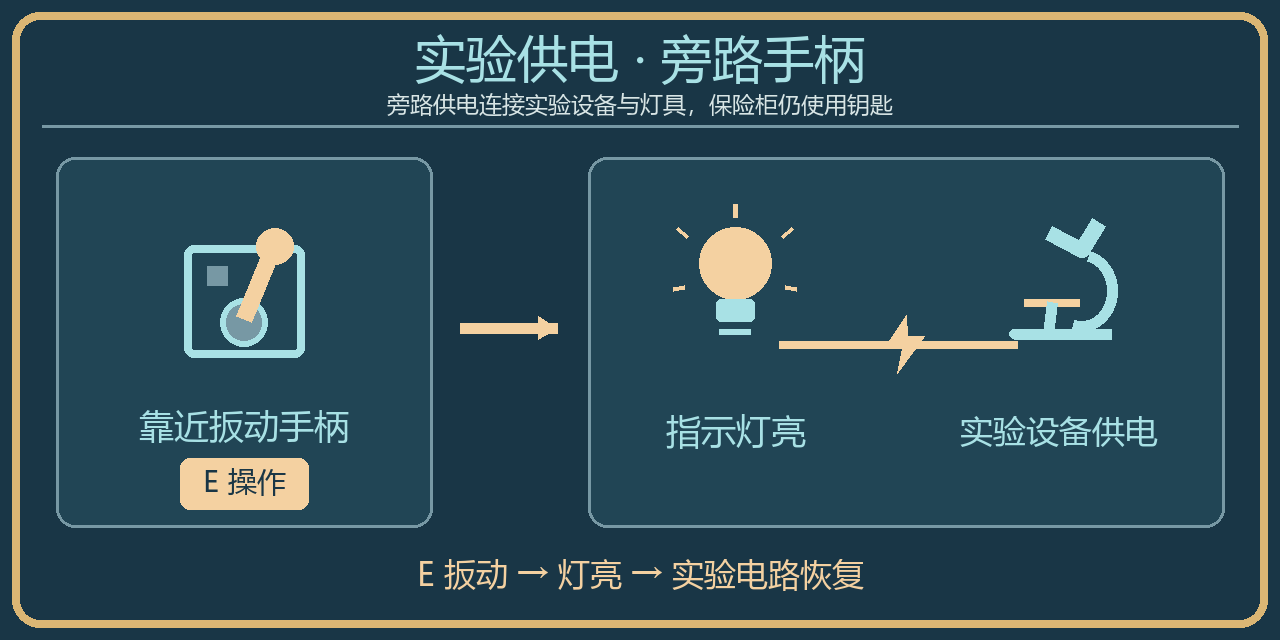 实验供电 · 旁路手柄
旁路供电连接实验设备与灯具，保险柜仍使用钥匙
靠近扳动手柄
E 操作
指示灯亮
实验设备供电
E 扳动 → 灯亮 → 实验电路恢复